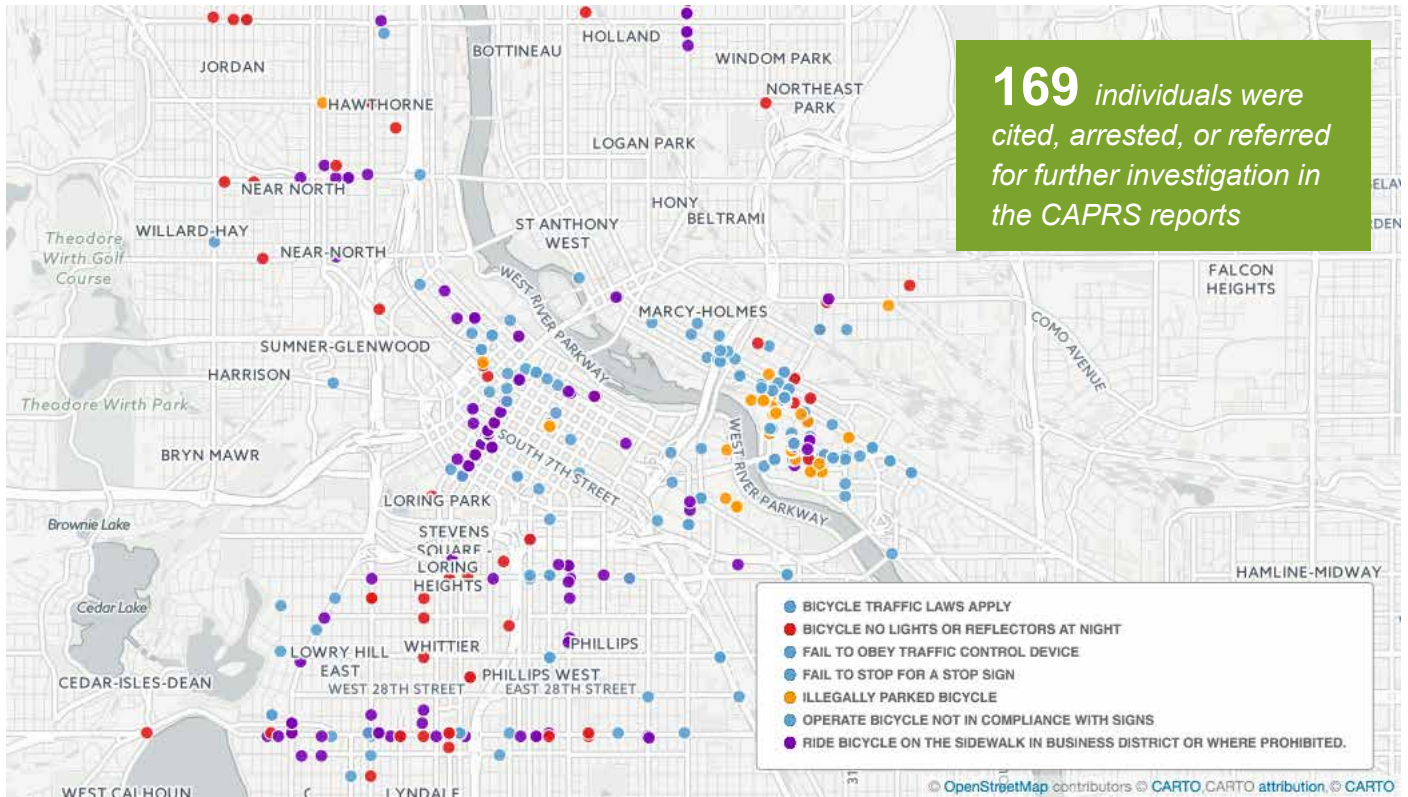 HOLLAND
BOTTINEAU
WINDOM PARK
JORDAN
NORTHEAST
PARK
HAWTHORNE
LOGAN PARK
169 individuals were
cited, arrested, or referred
for further investigation in
the CAPRS reports
NEAR NORTH
HONY
BELTRAMI
ST ANTHONY
WEST
WILLARD-HAY
Theodore
Wirth Golf
Course
NEAR-NORTH
FALCON
HEIGHTS
WEST RIVER PARKWAY
MARCY-HOLMES
COMO AVENUE
SUMNER-GLENWOOD
HARRISON
Theodore Wirth Park
BRYN MAWR
SOUTH 7TH STREET
WEST RIVER PARKWAY
LORING PARK
Brownie Lake
STEVENS
SQUARE -
LORING
HEIGHTS
HAMLINE-MIDWAY
Cedar Lake
LOWRY HILL
EAST
WHITTIER
PHILLIPS
CEDAR-ISLES-DEAN
PHILLIPS WEST
WEST 28TH STREET
EAST 28TH STREET
BICYCLE TRAFFIC LAWS APPLY
BICYCLE NO LIGHTS OR REFLECTORS AT NIGHT
FAIL TO OBEY TRAFFIC CONTROL DEVICE
FAIL TO STOP FOR A STOP SIGN
ILLEGALLY PARKED BICYCLE
OPERATE BICYCLE NOT IN COMPLIANCE WITH SIGNS
RIDE BICYCLE ON THE SIDEWALK IN BUSINESS DISTRICT OR WHERE PROHIBITED.
WEST CALHOUN
LYNDALE
© OpenStreetMap contributors © CARTO, CARTO attribution, © CARTO